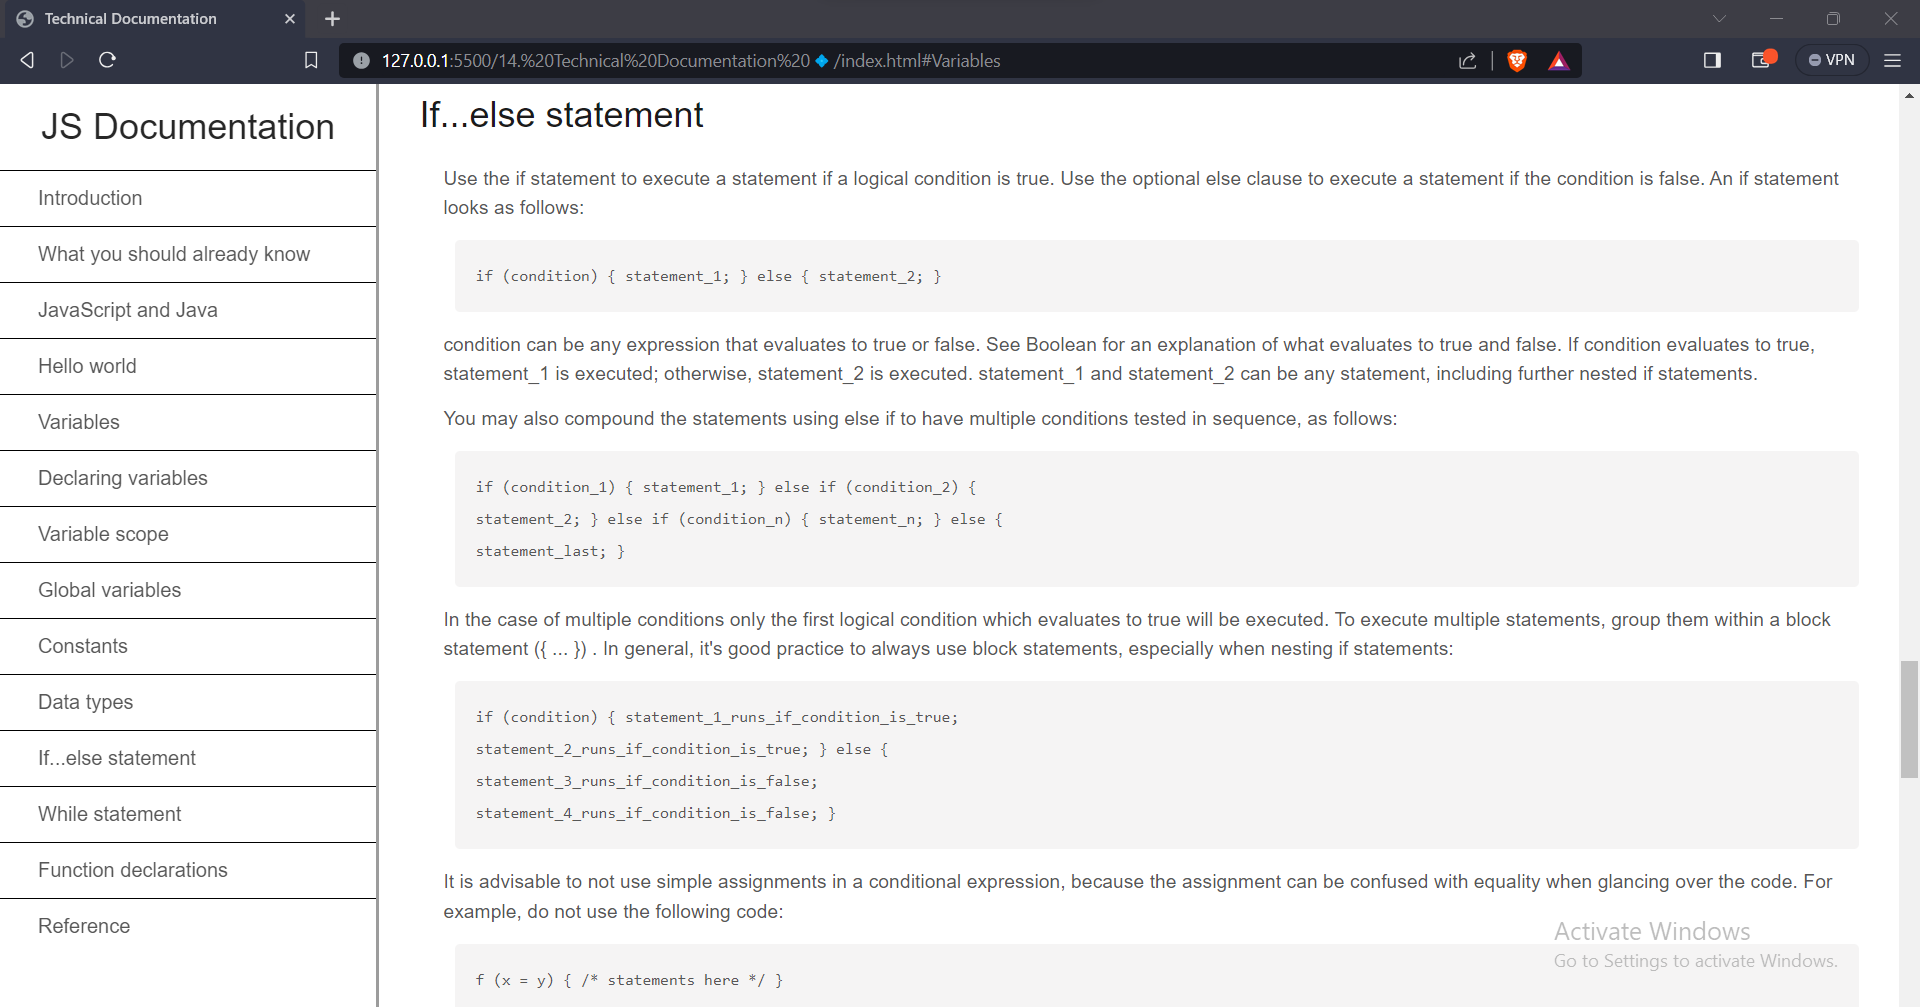 Technical Documentation
127.0.0.1:5500/14.%20Technical%20Documentation%20🔹/index.html#Variables
VPN
JS Documentation
Introduction
What you should already know
JavaScript and Java
Hello world
Variables
Declaring variables
Variable scope
Global variables
Constants
Data types
If...else statement
While statement
Function declarations
Reference
If...else statement
Use the if statement to execute a statement if a logical condition is true. Use the optional else clause to execute a statement if the condition is false. An if statement
looks as follows:
if (condition) { statement_1; } else { statement_2; }
condition can be any expression that evaluates to true or false. See Boolean for an explanation of what evaluates to true and false. If condition evaluates to true,
statement_1 is executed; otherwise, statement_2 is executed. statement_1 and statement_2 can be any statement, including further nested if statements.
You may also compound the statements using else if to have multiple conditions tested in sequence, as follows:
if (condition_1) { statement_1; } else if (condition_2) {
statement_2; } else if (condition_n) { statement_n; } else {
statement_last; }
In the case of multiple conditions only the first logical condition which evaluates to true will be executed. To execute multiple statements, group them within a block
statement ({ ... }) . In general, it's good practice to always use block statements, especially when nesting if statements:
if (condition) { statement_1_runs_if_condition_is_true;
statement_2_runs_if_condition_is_true; } else {
statement_3_runs_if_condition_is_false;
statement_4_runs_if_condition_is_false; }
It is advisable to not use simple assignments in a conditional expression, because the assignment can be confused with equality when glancing over the code. For
example, do not use the following code:
f (x = y) { /* statements here */ }
Activate Windows
Go to Settings to activate Windows.